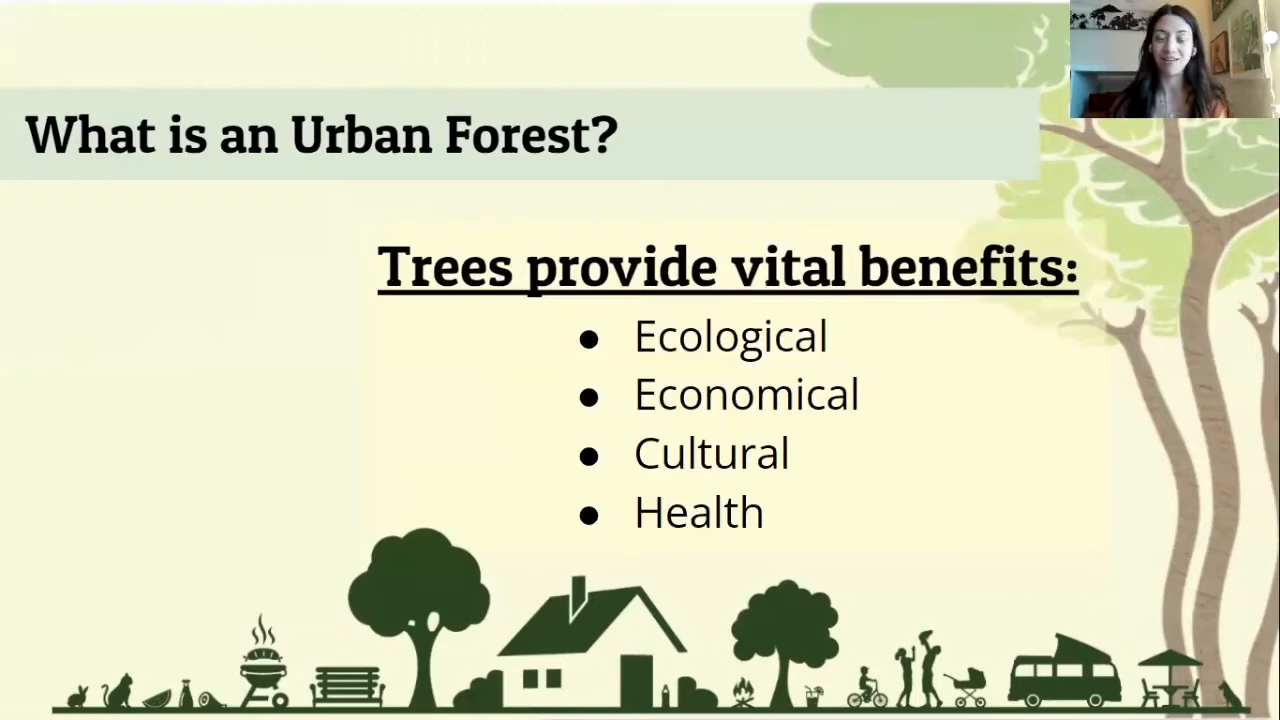 What is an Urban Forest?
Trees provide vital benefits:
● Ecological
● Economical
● Cultural
● Health